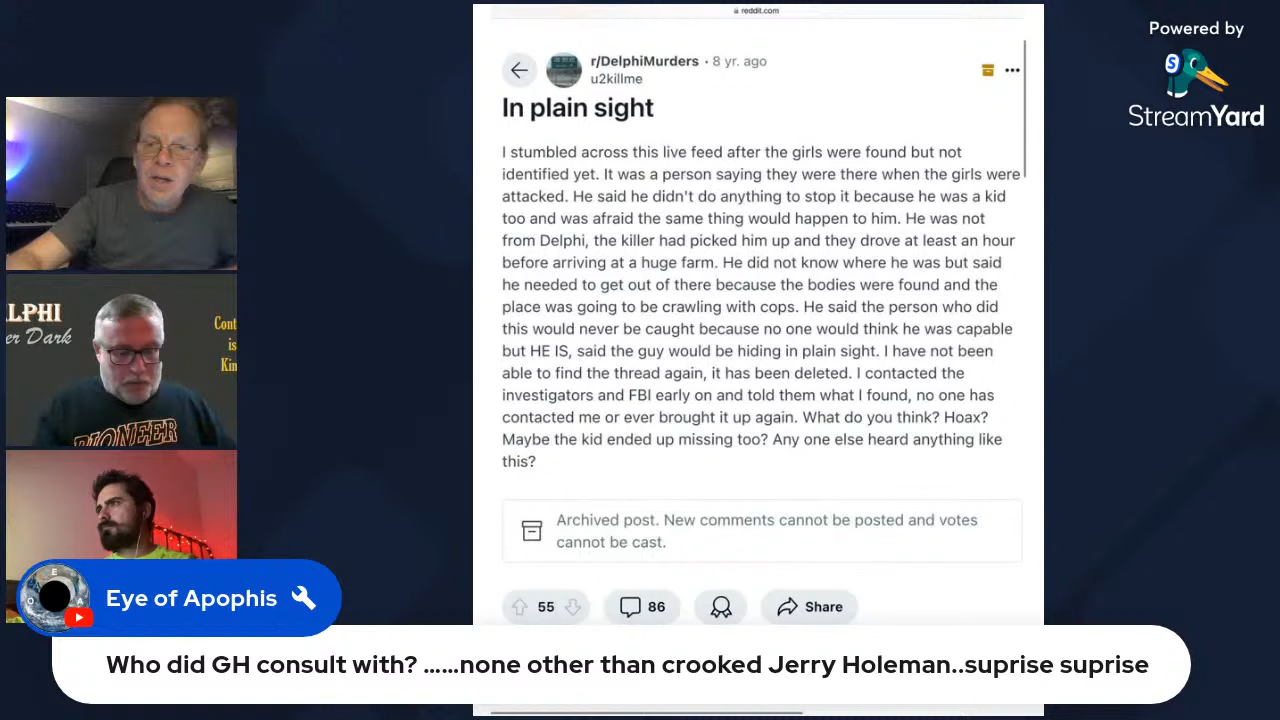 reddit.com
Powered by
StreamYard
r/DelphiMurders · 8 yr. ago
u2killme
In plain sight
I stumbled across this live feed after the girls were found but not
identified yet. It was a person saying they were there when the girls were
attacked. He said he didn't do anything to stop it because he was a kid
too and was afraid the same thing would happen to him. He was not
from Delphi, the killer had picked him up and they drove at least an hour
before arriving at a huge farm. He did not know where he was but said
he needed to get out of there because the bodies were found and the
place was going to be crawling with cops. He said the person who did
this would never be caught because no one would think he was capable
but HE IS, said the guy would be hiding in plain sight. I have not been
able to find the thread again, it has been deleted. I contacted the
investigators and FBI early on and told them what I found, no one has
contacted me or ever brought it up again. What do you think? Hoax?
Maybe the kid ended up missing too? Any one else heard anything like
this?
Archived post. New comments cannot be posted and votes
cannot be cast.
55
86
Share
LPHI
er Dark
Cont
is
Kin
PIONEER
E
O
A
Eye of Apophis
Who did GH consult with? ......none other than crooked Jerry Holeman..suprise suprise